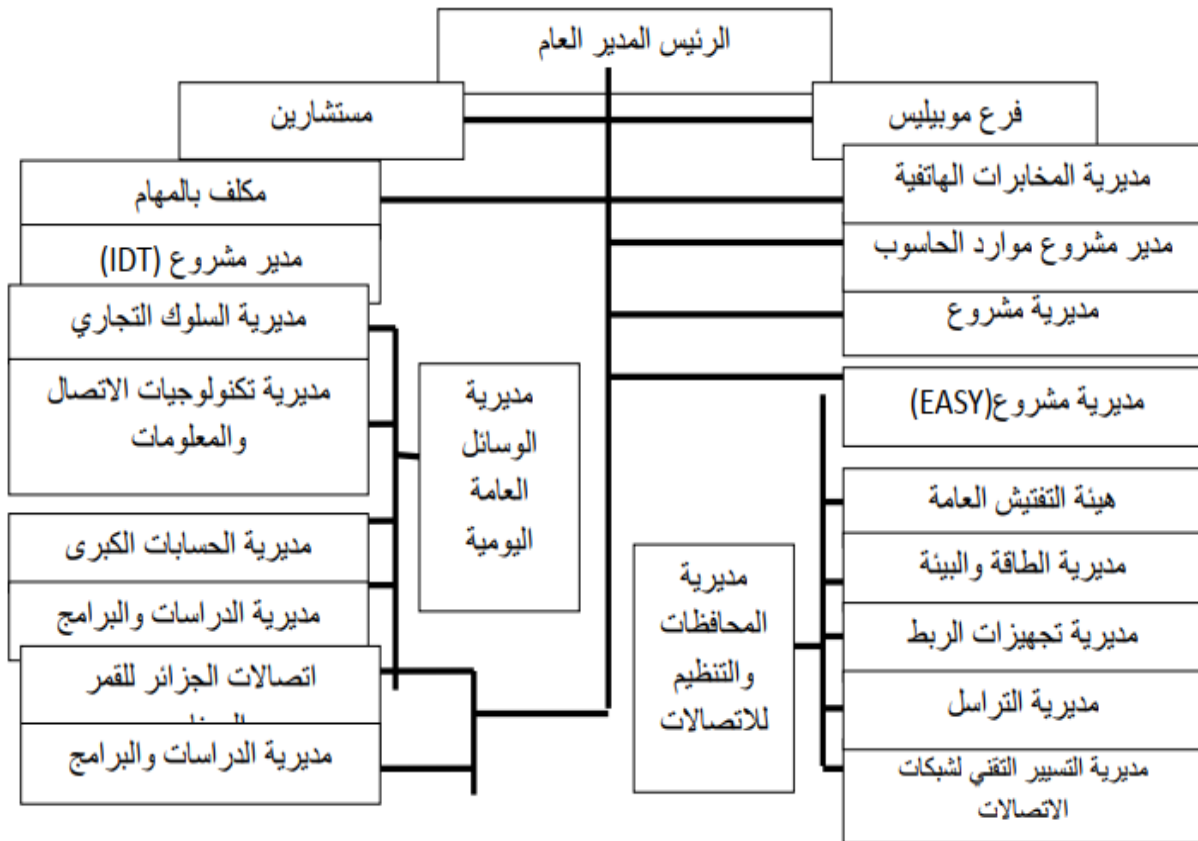 الرئيس المدير العام
فرع موبيليس
مستشارين
مديرية المخابرات الهاتفية
مكلف بالمهام
مدير مشروع موارد الحاسوب
مدير مشروع (IDT)
مديرية مشروع
مديرية السلوك التجاري
مديرية مشروع(EASY)
مديرية تكنولوجيات الاتصال
والمعلومات
مديرية
الوسائل
العامة
اليومية
هيئة التفتيش العامة
مديرية الحسابات الكبرى
مديرية الطاقة والبيئة
مديرية
المحافظات
والتنظيم
للاتصالات
مديرية الدراسات والبرامج
مديرية تجهيزات الربط
اتصالات الجزائر للقمر
مديرية التراسل
مديرية الدراسات والبرامج
مديرية التسيير التقني لشبكات
الاتصالات